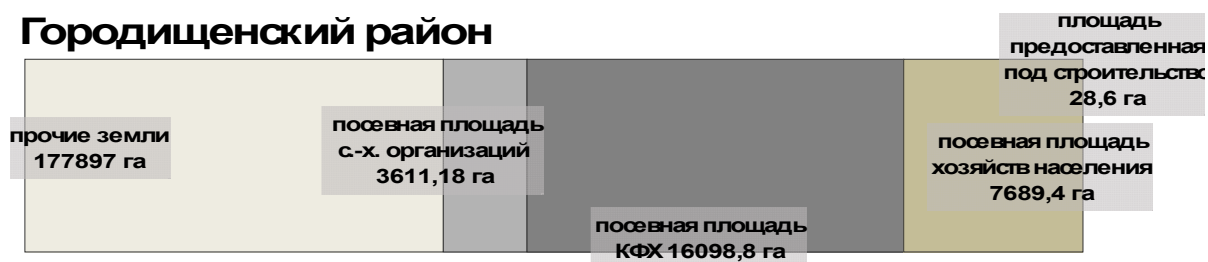 Городищенский район
прочие земли
177897 га
посевная площадь
с.-х. организаций
3611,18 га
посевная площадь
КФХ 16098,8 га
площадь
предоставленная
под строительство
28,6 га
посевная площадь
хозяйств населения
7689,4 га